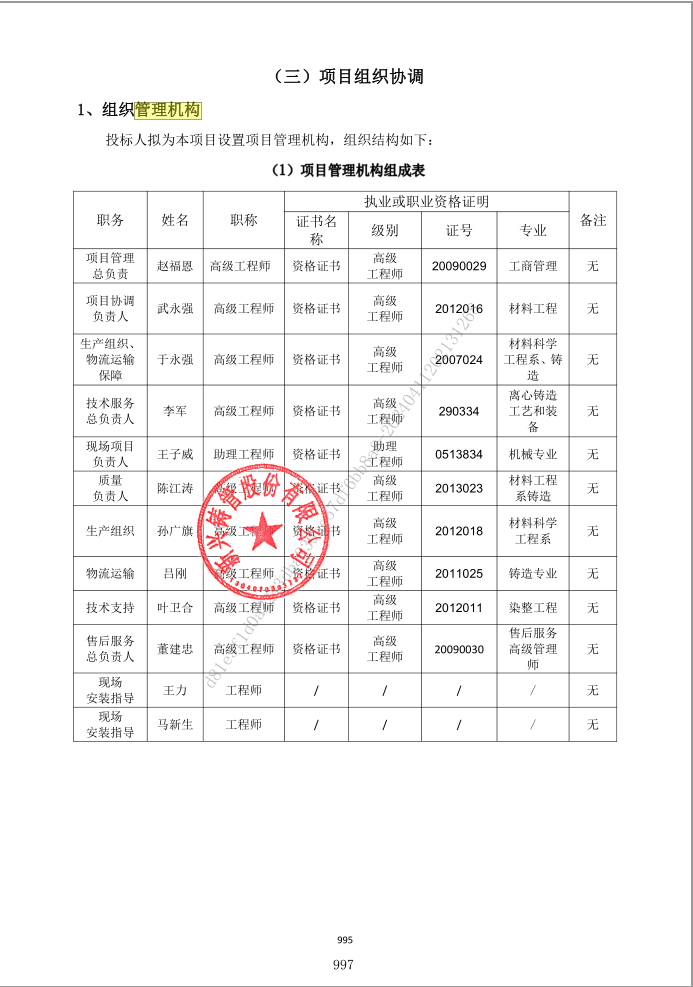 （三）项目组织协调
1、组织管理机构
投标人拟为本项目设置项目管理机构，组织结构如下：
（1）项目管理机构组成表
职务 姓名 职称 执业或职业资格证明 备注
证书名称 级别 证号 专业
项目管理总负责 赵福恩 高级工程师 资格证书 高级工程师 20090029 工商管理 无
项目协调负责人 武永强 高级工程师 资格证书 高级工程师 2012016 材料工程 无
生产组织、物流运输保障 于永强 高级工程师 资格证书 高级工程师 2007024 材料科学工程系、铸造 无
技术服务总负责人 李军 高级工程师 资格证书 高级工程师 290334 离心铸造工艺和装备 无
现场项目负责人 王子威 助理工程师 资格证书 助理工程师 0513834 机械专业 无
质量负责人 陈江涛 高级工程师 资格证书 高级工程师 2013023 材料工程系铸造 无
生产组织 孙广旗 高级工程师 资格证书 高级工程师 2012018 材料科学工程系 无
物流运输 吕刚 高级工程师 资格证书 高级工程师 2011025 铸造专业 无
技术支持 叶卫合 高级工程师 资格证书 高级工程师 2012011 染整工程 无
售后服务总负责人 董建忠 高级工程师 资格证书 高级工程师 20090030 售后服务高级管理师 无
现场安装指导 王力 工程师 / / / / 无
现场安装指导 马新生 工程师 / / / / 无
新兴铸管股份有限公司
995
997